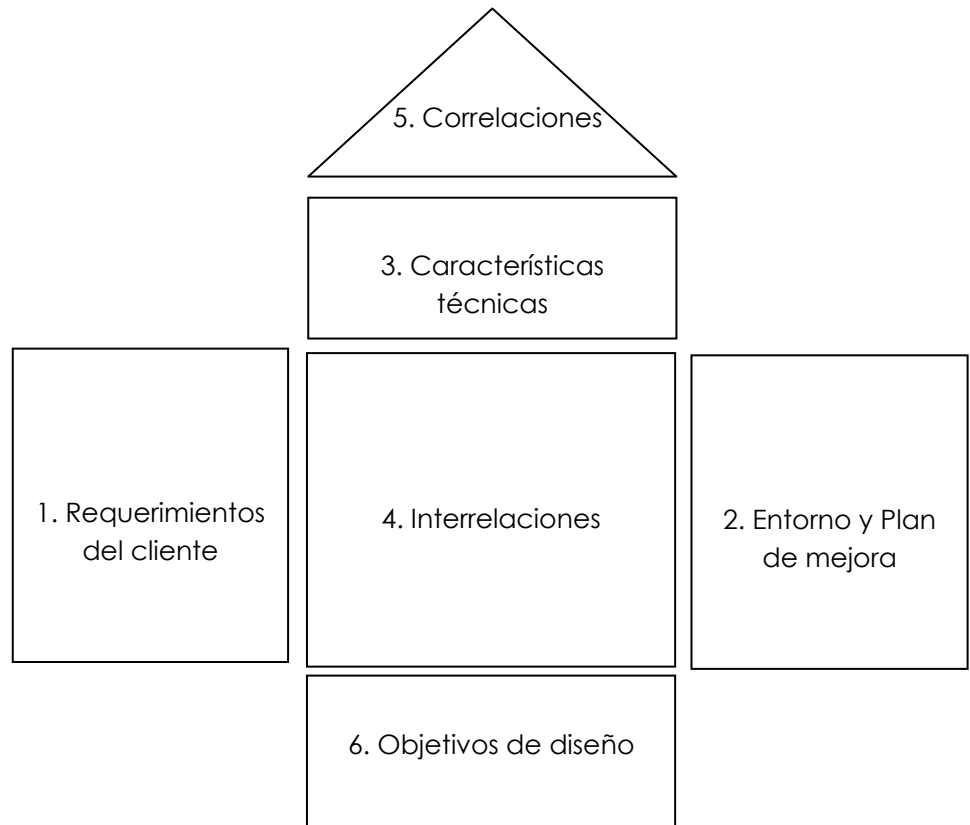 5. Correlaciones
3. Características
técnicas
1. Requerimientos
del cliente
4. Interrelaciones
2. Entorno y Plan
de mejora
6. Objetivos de diseño